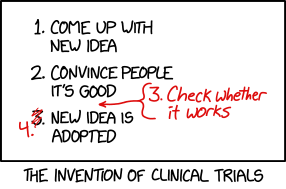 1. COME UP WITH
NEW IDEA
2. CONVINCE PEOPLE
IT'S GOOD
3. Check whether
it works
4. 3. NEW IDEA IS
ADOPTED
THE INVENTION OF CLINICAL TRIALS